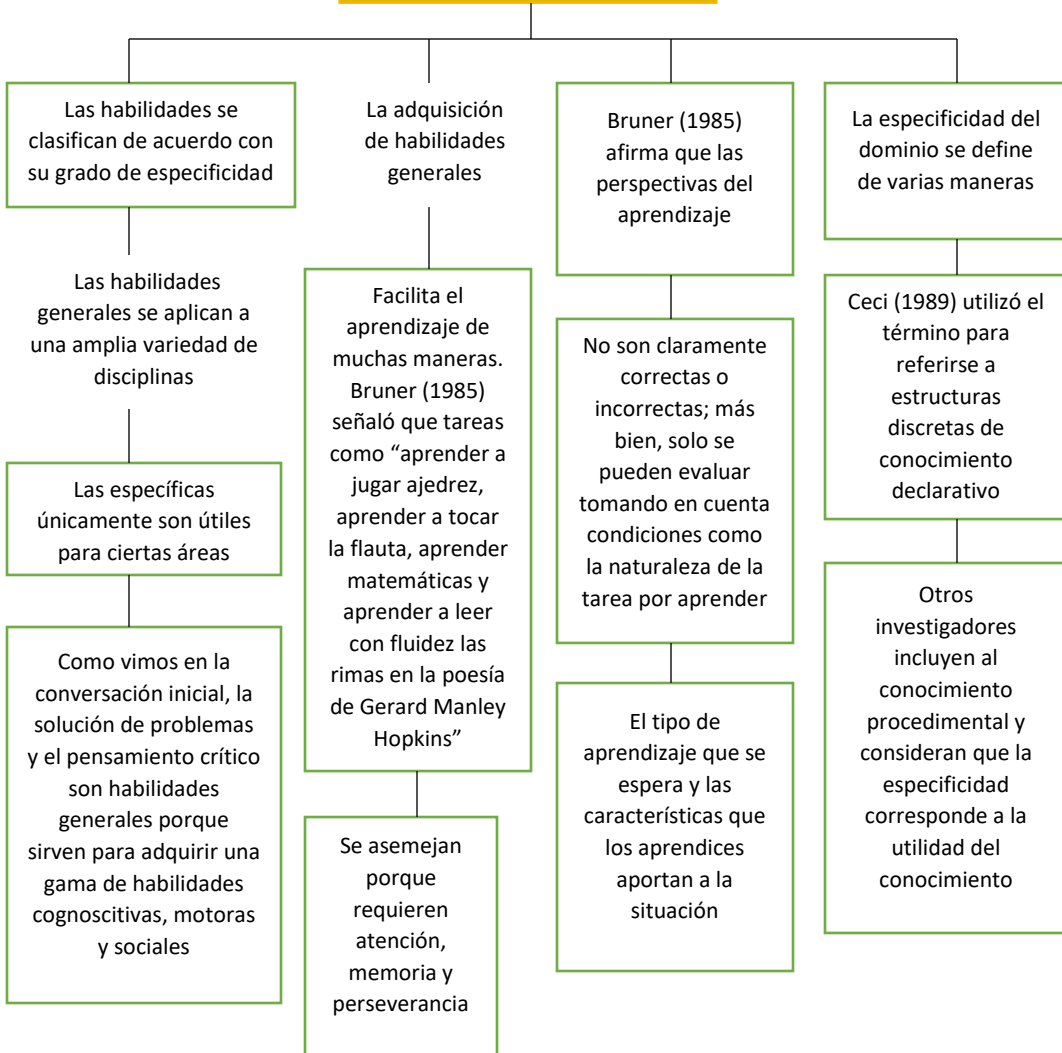 Las habilidades se
clasifican de acuerdo con
su grado de especificidad
Las habilidades
generales se aplican a
una amplia variedad de
disciplinas
Las específicas
únicamente son útiles
para ciertas áreas
Como vimos en la
conversación inicial, la
solución de problemas
y el pensamiento crítico
son habilidades
generales porque
sirven para adquirir una
gama de habilidades
cognoscitivas, motoras
y sociales
La adquisición
de habilidades
generales
Facilita el
aprendizaje de
muchas maneras.
Bruner (1985)
señaló que tareas
como “aprender a
jugar ajedrez,
aprender a tocar
la flauta, aprender
matemáticas y
aprender a leer
con fluidez las
rimas en la poesía
de Gerard Manley
Hopkins”
Se asemejan
porque
requieren
atención,
memoria y
perseverancia
Bruner (1985)
afirma que las
perspectivas del
aprendizaje
No son claramente
correctas o
incorrectas; más
bien, solo se
pueden evaluar
tomando en cuenta
condiciones como
la naturaleza de la
tarea por aprender
El tipo de
aprendizaje que se
espera y las
características que
los aprendices
aportan a la
situación
La especificidad del
dominio se define
de varias maneras
Ceci (1989) utilizó el
término para
referirse a
estructuras
discretas de
conocimiento
declarativo
Otros
investigadores
incluyen al
conocimiento
procedimental y
consideran que la
especificidad
corresponde a la
utilidad del
conocimiento